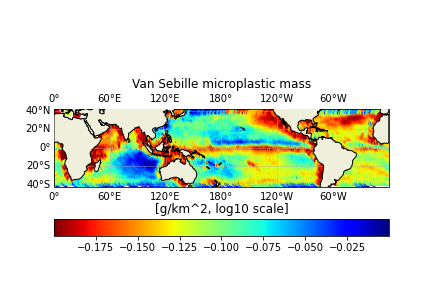 Van Sebille microplastic mass
0° 60°E 120°E 180° 120°W 60°W
40°N
20°N
0°
20°S
40°S
0° 60°E 120°E 180° 120°W 60°W
[g/km^2, log10 scale]
−0.175 −0.150 −0.125 −0.100 −0.075 −0.050 −0.025